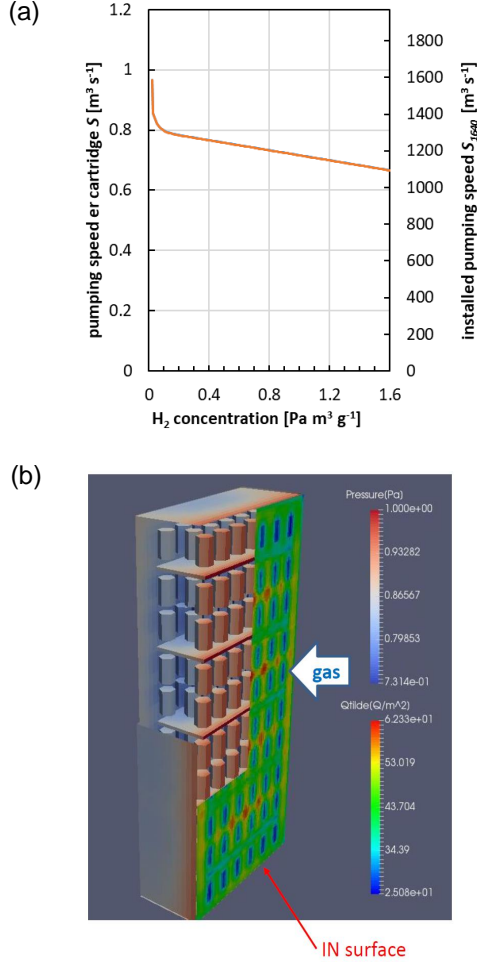 (a)
pumping speed er cartridge S [m³ s⁻¹]
1.2
1
0.8
0.6
0.4
0.2
0
0
0.4
0.8
1.2
1.6
H₂ concentration [Pa m³ g⁻¹]
1800
1600
1400
1200
1000
800
600
400
200
0
installed pumping speed S₁₆₄₀ [m³ s⁻¹]
(b)
Pressure(Pa)
1.000e+00
0.93282
0.86567
0.79853
7.314e-01
gas
Qtilde(Q/m^2)
6.233e+01
53.019
43.704
34.39
2.508e+01
IN surface